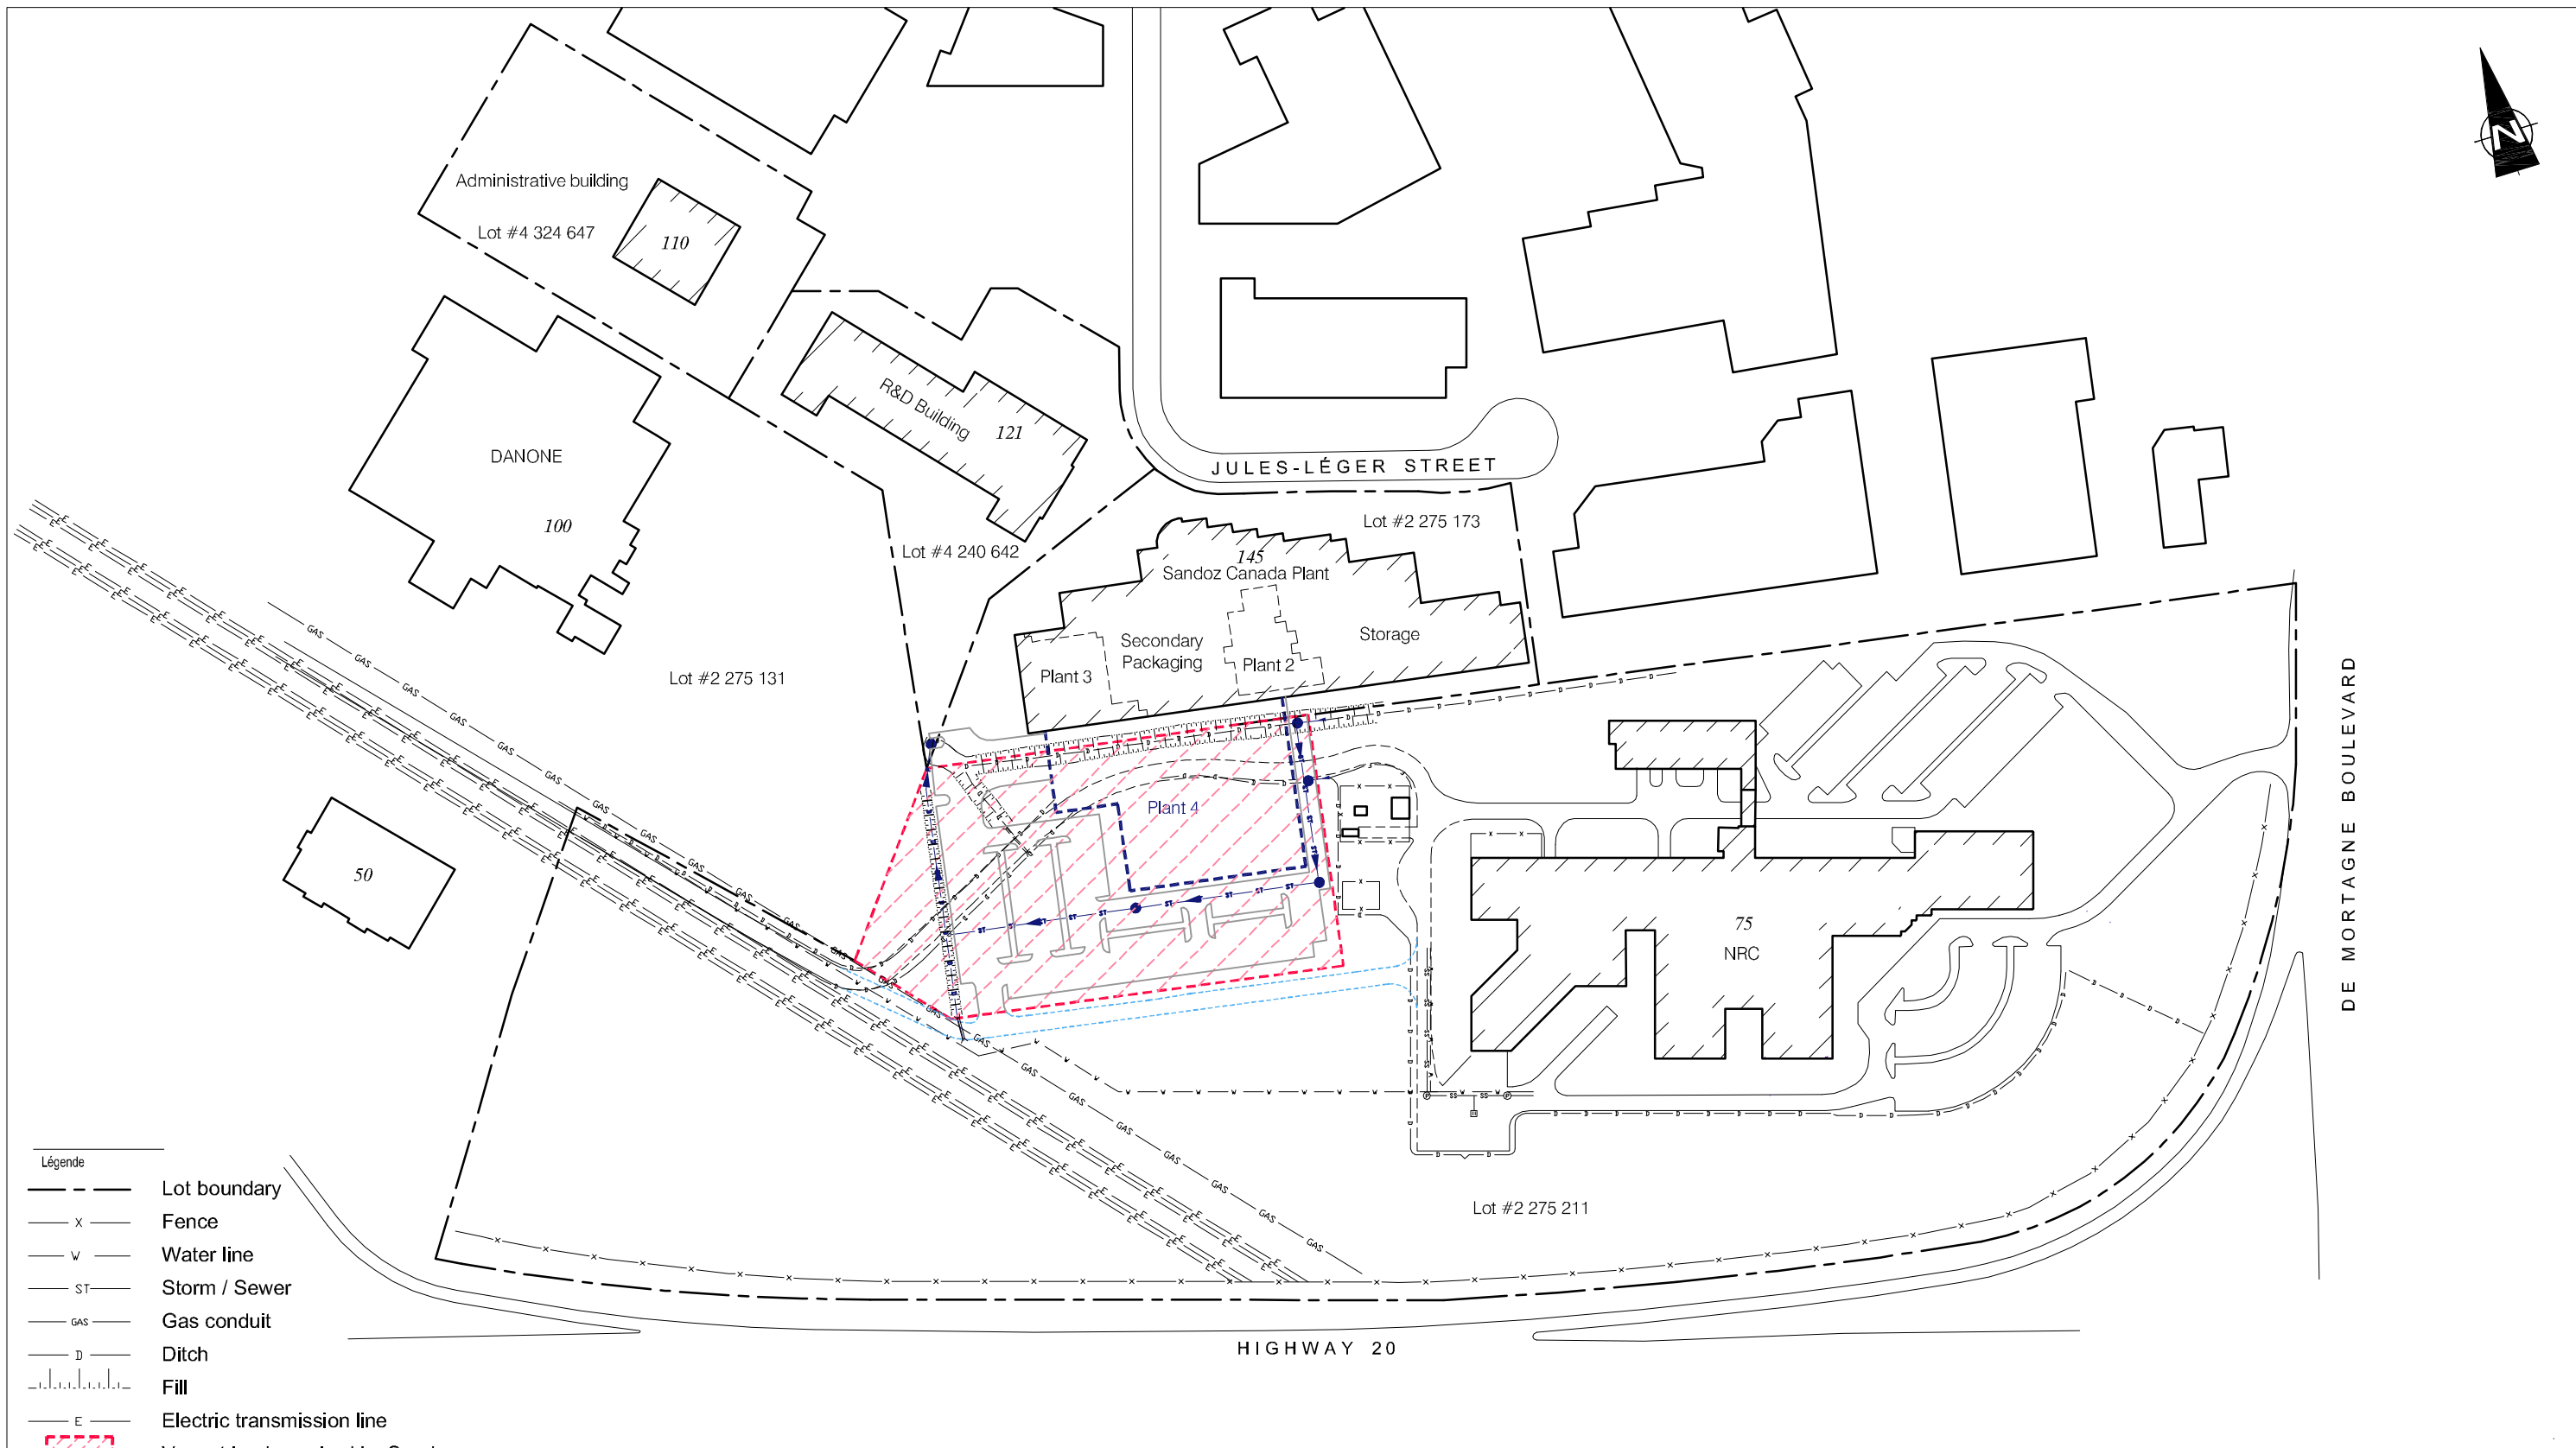 N
Administrative building
Lot #4 324 647
110
R&D Building
121
DANONE
100
JULES-LÉGER STREET
Lot #2 275 173
Lot #4 240 642
145
Sandoz Canada Plant
Secondary
Packaging
Storage
Plant 3
Plant 2
Lot #2 275 131
Plant 4
50
75
NRC
DE MORTAGNE BOULEVARD
Lot #2 275 211
HIGHWAY 20
Légende
Lot boundary
X Fence
W Water line
ST Storm / Sewer
GAS Gas conduit
D Ditch
Fill
E Electric transmission line